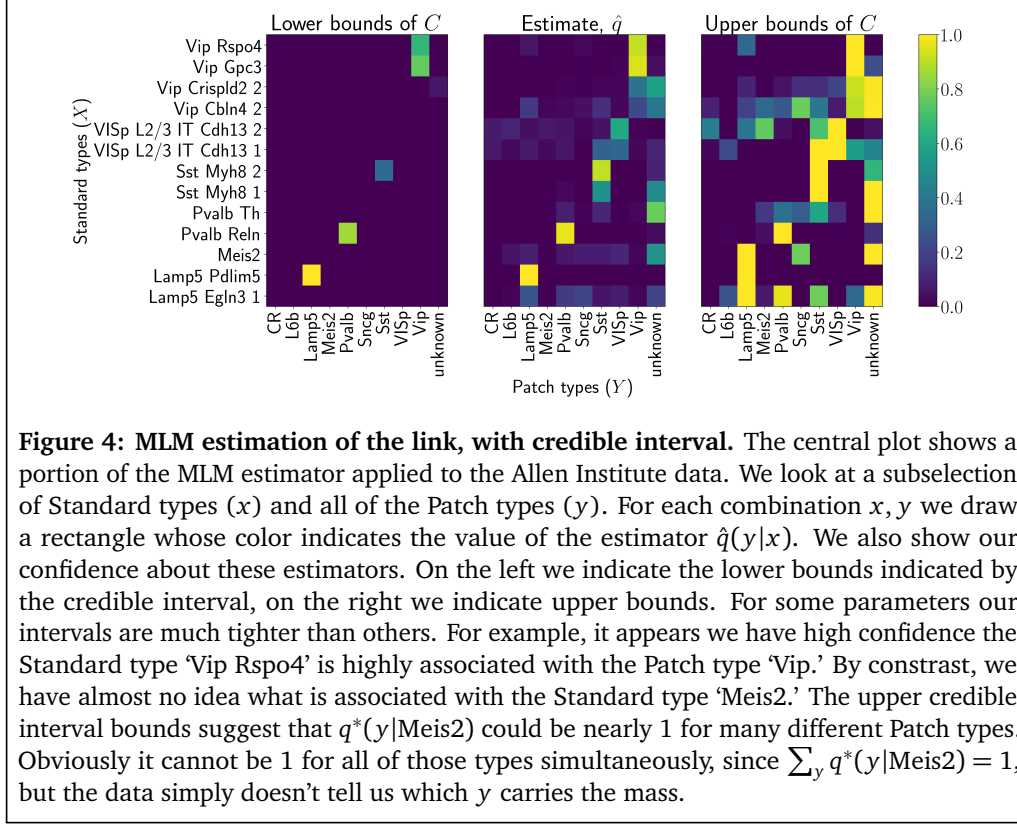 Lower bounds of C
Estimate, q̂
Upper bounds of C
Standard types (X)
Vip Rspo4
Vip Gpc3
Vip Crispld2 2
Vip Cbln4 2
VISp L2/3 IT Cdh13 2
VISp L2/3 IT Cdh13 1
Sst Myh8 2
Sst Myh8 1
Pvalb Th
Pvalb Reln
Meis2
Lamp5 Pdlim5
Lamp5 Egln3 1
CR L6b Lamp5 Meis2 Pvalb Sncg Sst VISp Vip unknown
CR L6b Lamp5 Meis2 Pvalb Sncg Sst VISp Vip unknown
CR L6b Lamp5 Meis2 Pvalb Sncg Sst VISp Vip unknown
Patch types (Y)
1.0
0.8
0.6
0.4
0.2
0.0
Figure 4: MLM estimation of the link, with credible interval. The central plot shows a
portion of the MLM estimator applied to the Allen Institute data. We look at a subselection
of Standard types (x) and all of the Patch types (y). For each combination x, y we draw
a rectangle whose color indicates the value of the estimator q̂(y|x). We also show our
confidence about these estimators. On the left we indicate the lower bounds indicated by
the credible interval, on the right we indicate upper bounds. For some parameters our
intervals are much tighter than others. For example, it appears we have high confidence the
Standard type ‘Vip Rspo4’ is highly associated with the Patch type ‘Vip.’ By constrast, we
have almost no idea what is associated with the Standard type ‘Meis2.’ The upper credible
interval bounds suggest that q*(y|Meis2) could be nearly 1 for many different Patch types.
Obviously it cannot be 1 for all of those types simultaneously, since ∑y q*(y|Meis2) = 1,
but the data simply doesn’t tell us which y carries the mass.